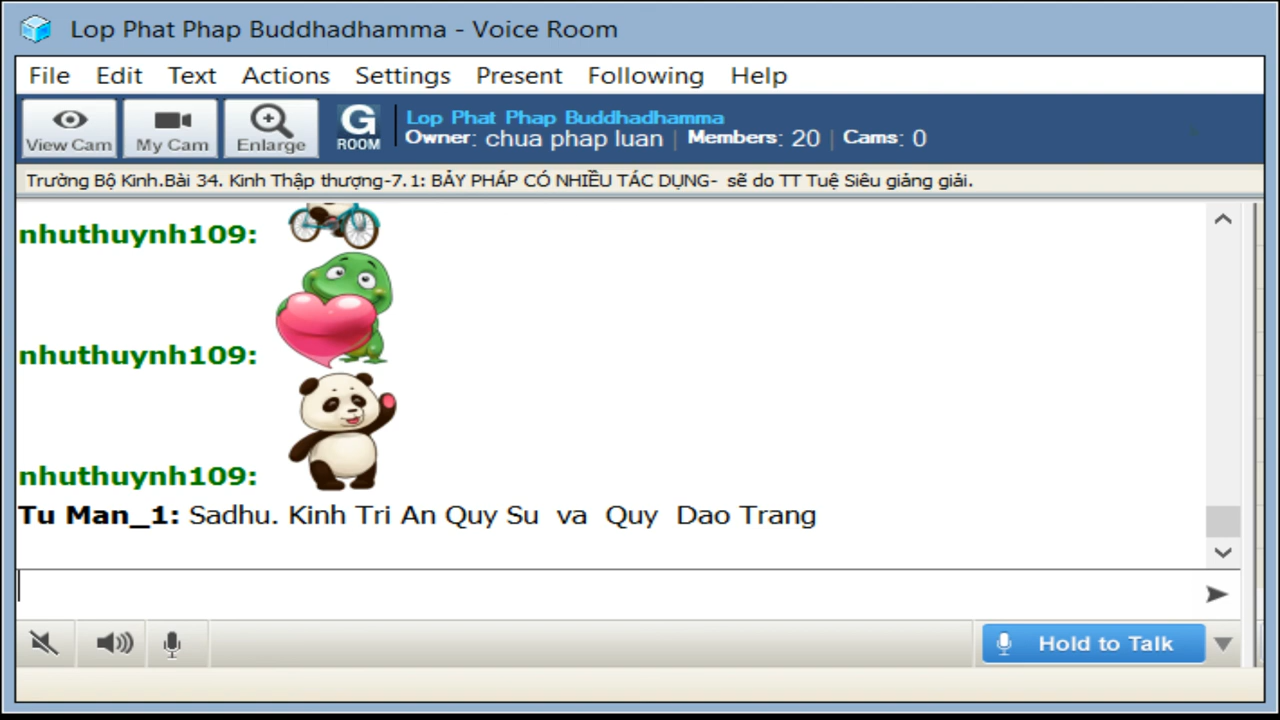 Lop Phat Phap Buddhadhamma - Voice Room
File Edit Text Actions Settings Present Following Help
View Cam My Cam Enlarge G ROOM
Lop Phat Phap Buddhadhamma
Owner: chua phap luan | Members: 20 | Cams: 0
Trường Bộ Kinh.Bài 34. Kinh Thập thượng-7.1: BẢY PHÁP CÓ NHIỀU TÁC DỤNG- sẽ do TT Tuệ Siêu giảng giải.
nhuthuynh109:
nhuthuynh109:
nhuthuynh109:
Tu Man_1: Sadhu. Kinh Tri An Quy Su va Quy Dao Trang
Hold to Talk